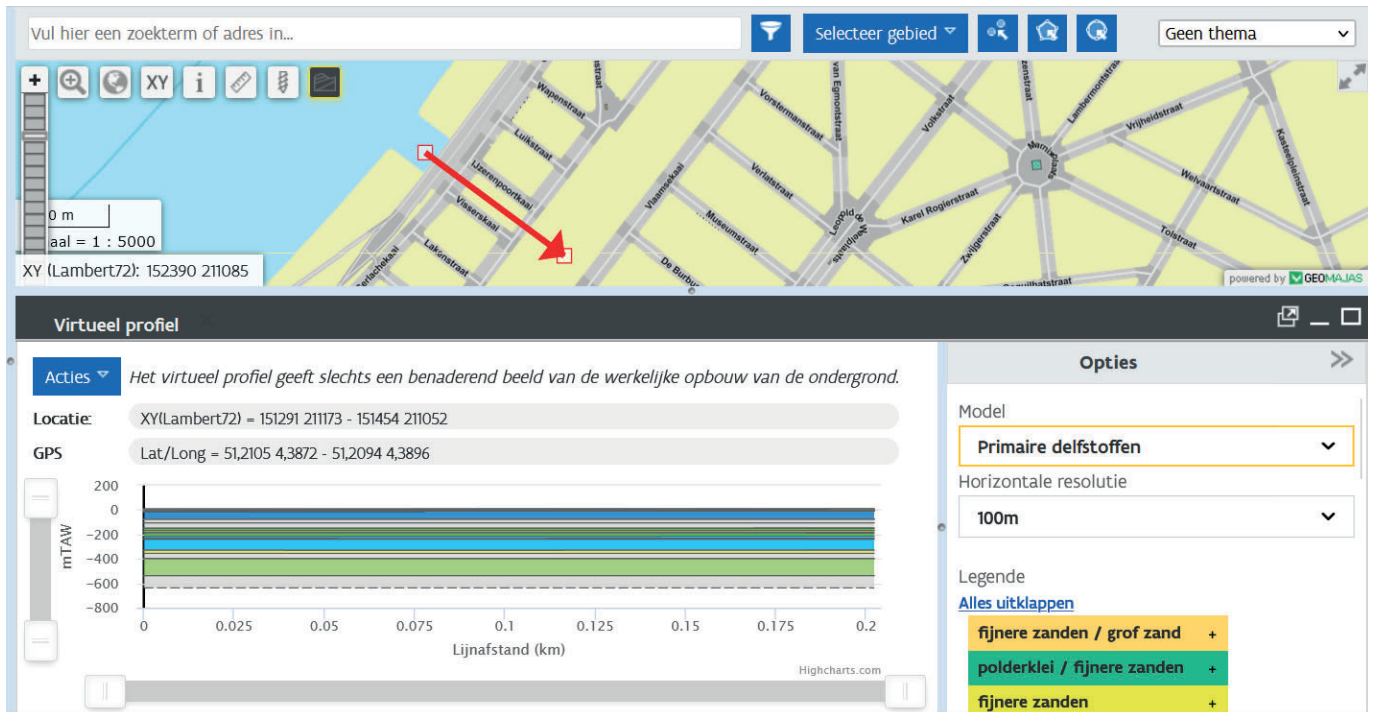 Vul hier een zoekterm of adres in...
Selecteer gebied
Geen thema
+
XY
i
0 m
aal = 1 : 5000
XY (Lambert72): 152390 211085
Wapenstraat
Luikstraat
IJzerenpoortkaai
Visserskaai
Lakenstraat
Vlaamsekaai
Museumstraat
Vorstermanstraat
Verlatstraat
van Egmontstraat
Volkstraat
Karel Rogierstraat
Zwijgerstraat
Lambermontstraat
Vrijheidstraat
Kasteelpleinstraat
Welvaartstraat
Tolstraat
powered by GEOMAJAS
Virtueel profiel
Acties
Het virtueel profiel geeft slechts een benaderend beeld van de werkelijke opbouw van de ondergrond.
Locatie:
XY(Lambert72) = 151291 211173 - 151454 211052
GPS
Lat/Long = 51,2105 4,3872 - 51,2094 4,3896
mTAW
200
0
−200
−400
−600
−800
0 0.025 0.05 0.075 0.1 0.125 0.15 0.175 0.2
Lijnafstand (km)
Highcharts.com
Opties
Model
Primaire delfstoffen
Horizontale resolutie
100m
Legende
Alles uitklappen
fijnere zanden / grof zand +
polderklei / fijnere zanden +
fijnere zanden +